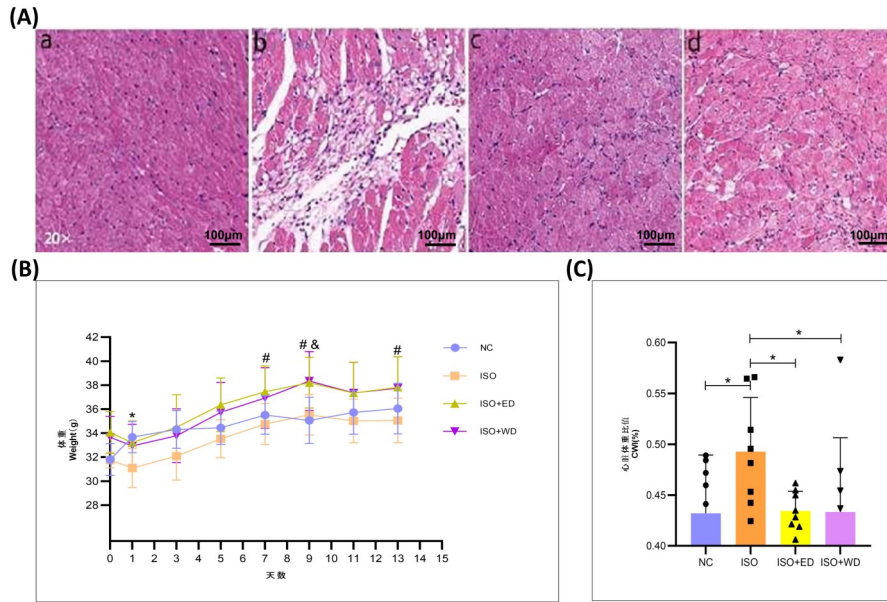 (A)
a
b
c
d
20×
100μm
100μm
100μm
100μm
(B)
(C)
42
40
38
36
34
32
30
28
体重
Weight(g)
*
#
# &
#
NC
ISO
ISO+ED
ISO+WD
0 1 2 3 4 5 6 7 8 9 10 11 12 13 14 15
天数
0.60
0.55
0.50
0.45
0.40
心脏体重比值
CWI(%)
*
*
*
NC ISO ISO+ED ISO+WD